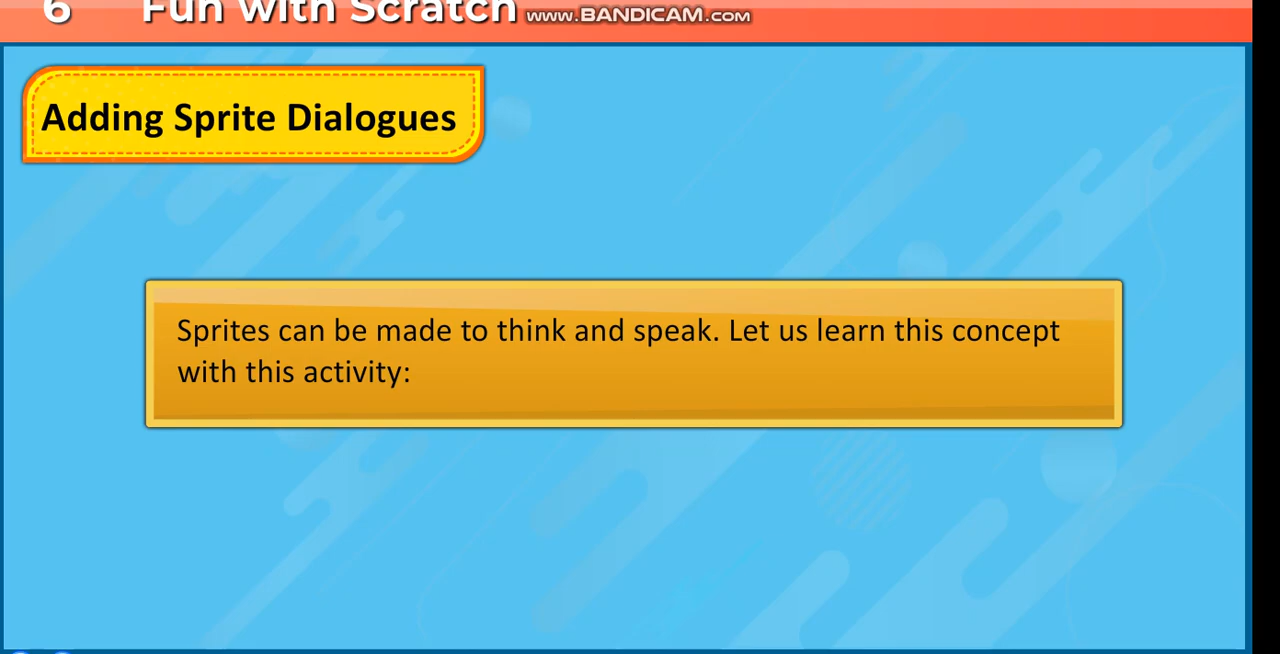 6 Fun with Scratch www.BANDICAM.com
Adding Sprite Dialogues
Sprites can be made to think and speak. Let us learn this concept
with this activity: